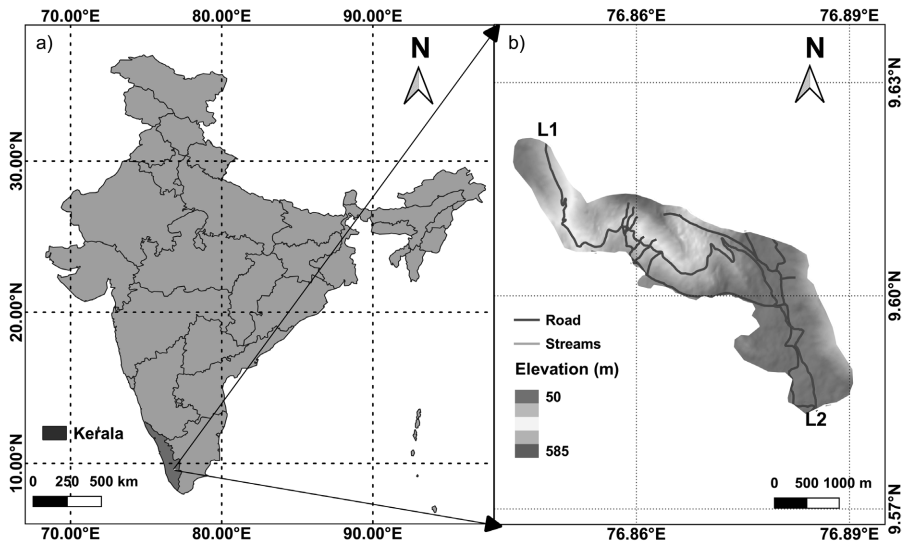 70.00°E 80.00°E 90.00°E 76.86°E 76.89°E
a)
N
b)
N
9.63°N
L1
30.00°N
20.00°N
9.60°N
Road
Streams
Elevation (m)
50
585
L2
Kerala
10.00°N
0 250 500 km
0 500 1000 m
9.57°N
70.00°E 80.00°E 90.00°E 76.86°E 76.89°E